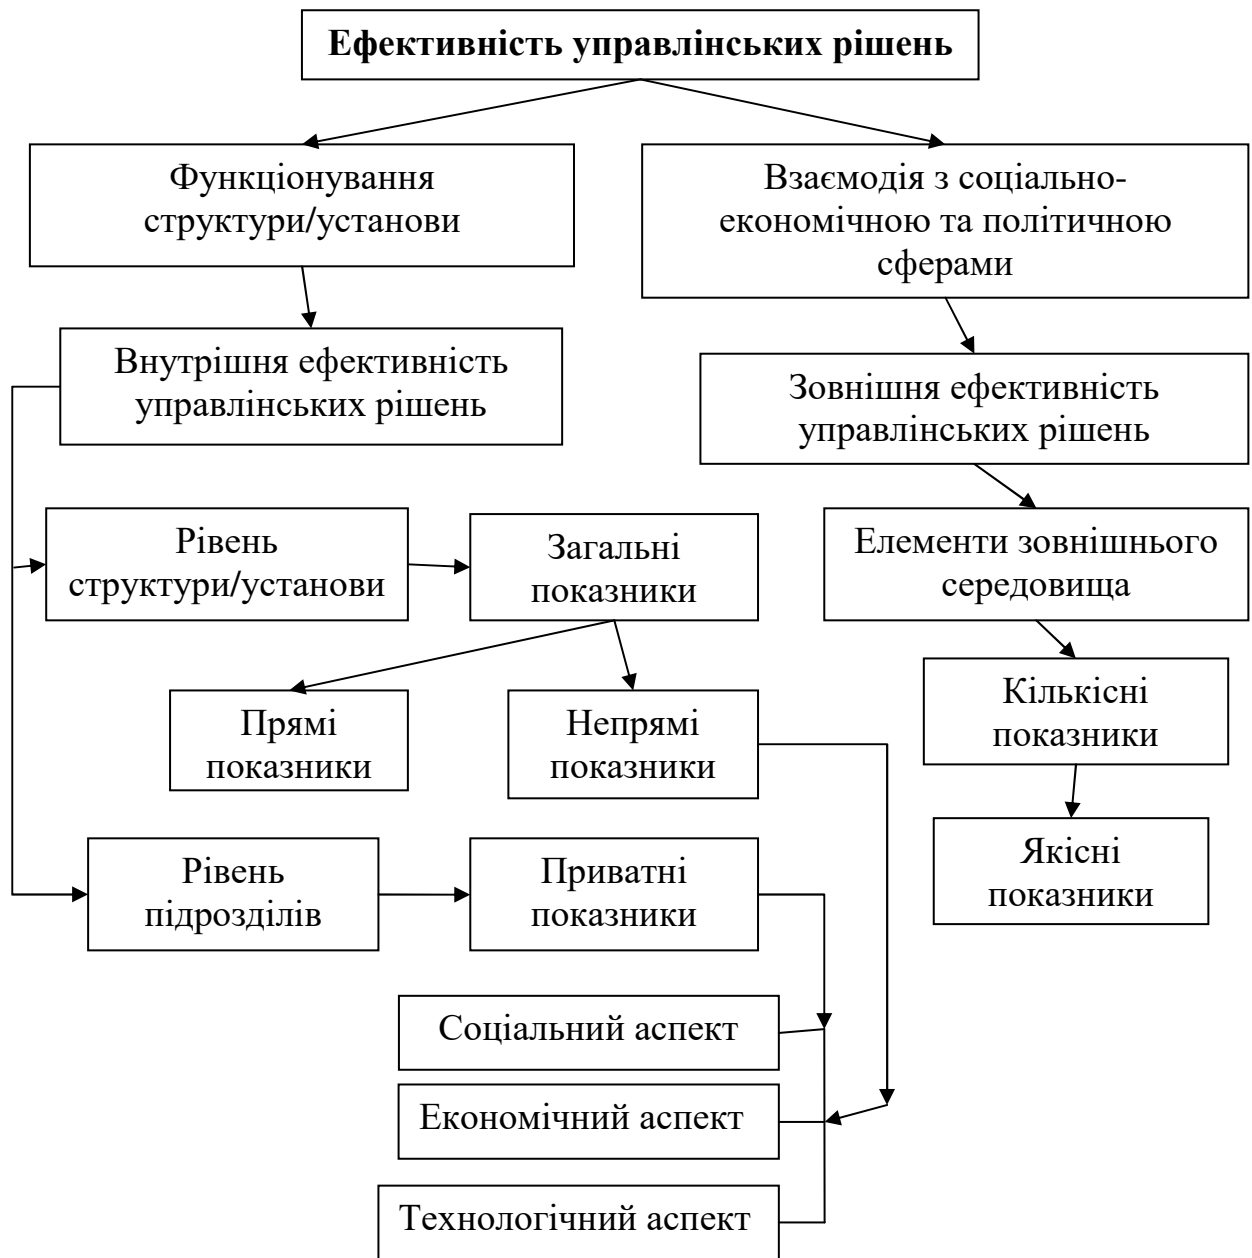 Ефективність управлінських рішень
Функціонування
структури/установи
Взаємодія з соціально-
економічною та політичною
сферами
Внутрішня ефективність
управлінських рішень
Зовнішня ефективність
управлінських рішень
Рівень
структури/установи
Загальні
показники
Елементи зовнішнього
середовища
Прямі
показники
Непрямі
показники
Кількісні
показники
Рівень
підрозділів
Приватні
показники
Якісні
показники
Соціальний аспект
Економічний аспект
Технологічний аспект